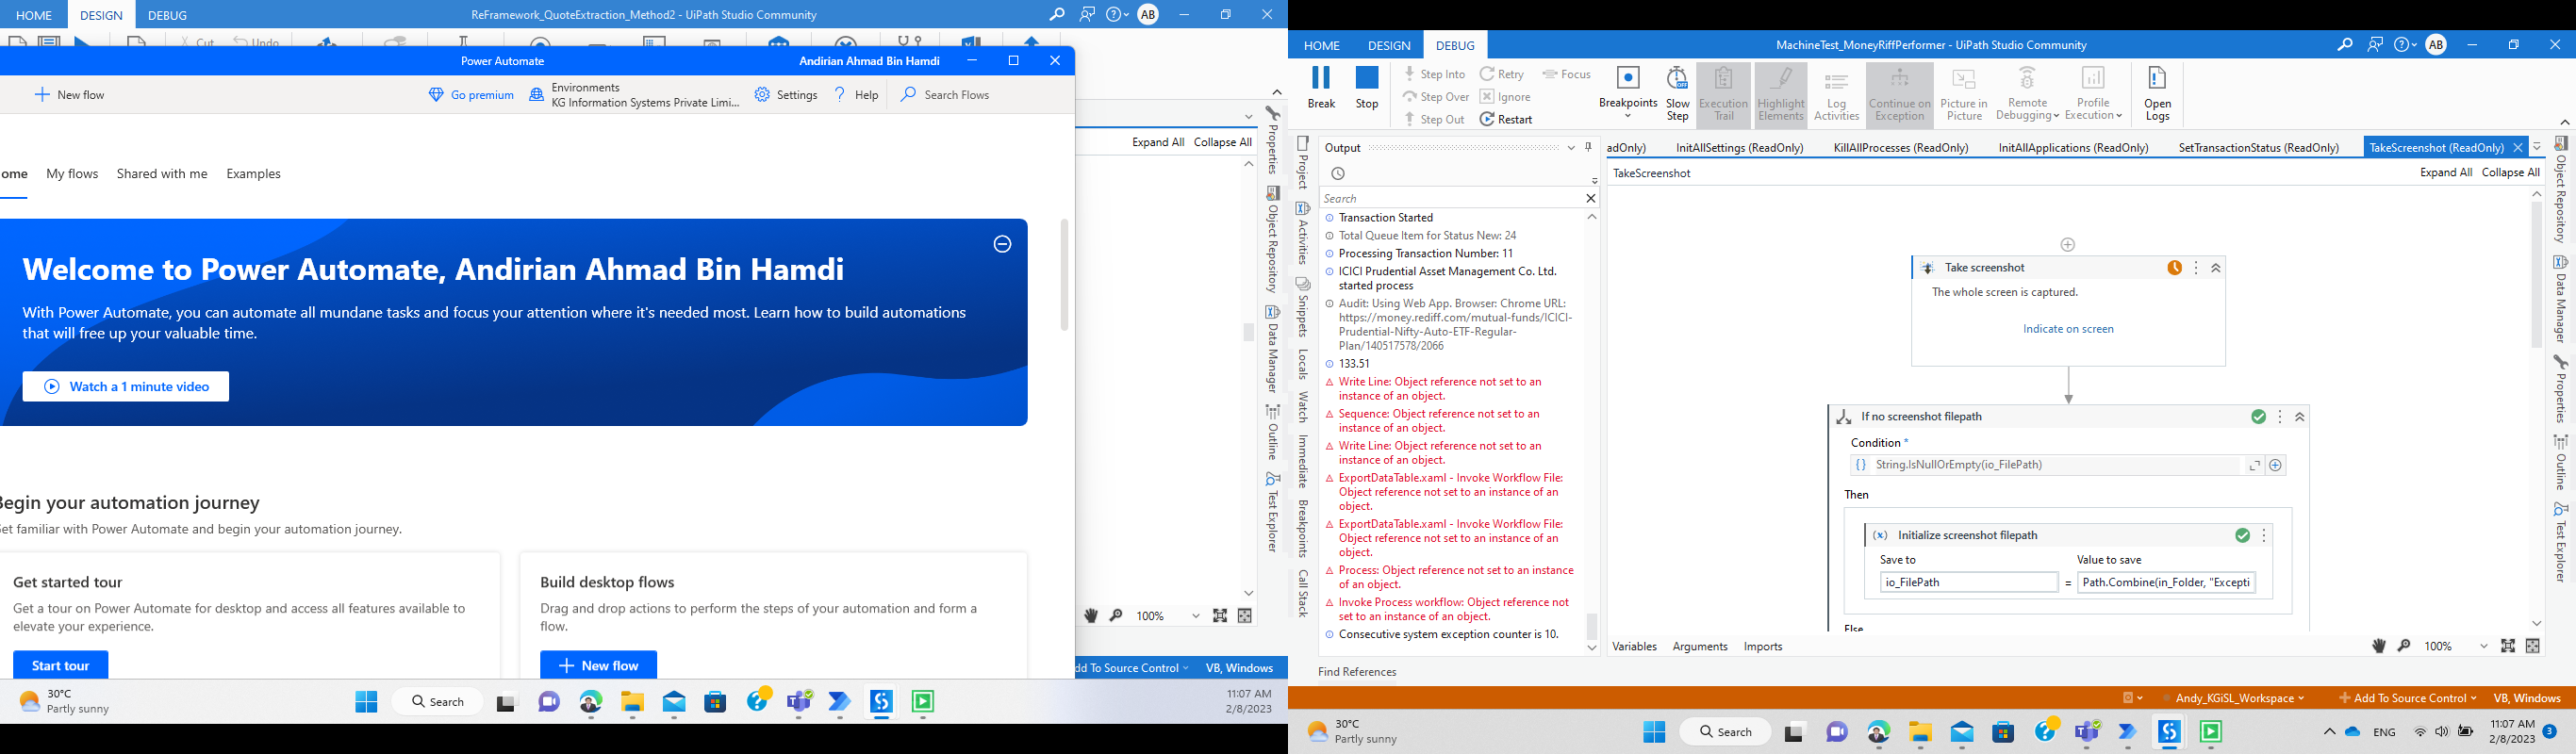 HOME DESIGN DEBUG
ReFramework_QuoteExtraction_Method2 - UiPath Studio Community
AB
Cut Undo
Power Automate
Andirian Ahmad Bin Hamdi
New flow
Go premium
Environments
KG Information Systems Private Limi...
Settings
Help
Search Flows
Expand All Collapse All
ome My flows Shared with me Examples
Welcome to Power Automate, Andirian Ahmad Bin Hamdi
With Power Automate, you can automate all mundane tasks and focus your attention where it's needed most. Learn how to build automations
that will free up your valuable time.
Watch a 1 minute video
Begin your automation journey
et familiar with Power Automate and begin your automation journey.
Get started tour
Get a tour on Power Automate for desktop and access all features available to
elevate your experience.
Start tour
Build desktop flows
Drag and drop actions to perform the steps of your automation and form a
flow.
New flow
Properties
Object Repository
Data Manager
Outline
Test Explorer
100%
dd To Source Control
VB, Windows
30°C
Partly sunny
Search
11:07 AM
2/8/2023
HOME DESIGN DEBUG
MachineTest_MoneyRiffPerformer - UiPath Studio Community
AB
Break
Stop
Step Into
Step Over
Step Out
Retry
Ignore
Restart
Focus
Breakpoints
Slow
Step
Execution
Trail
Highlight
Elements
Log
Activities
Continue on
Exception
Picture in
Picture
Remote
Debugging
Profile
Execution
Open
Logs
Project
Activities
Snippets
Locals
Watch
Immediate
Breakpoints
Call Stack
Output
Search
Transaction Started
Total Queue Item for Status New: 24
Processing Transaction Number: 11
ICICI Prudential Asset Management Co. Ltd.
started process
Audit: Using Web App. Browser: Chrome URL:
https://money.rediff.com/mutual-funds/ICICI-
Prudential-Nifty-Auto-ETF-Regular-
Plan/140517578/2066
133.51
Write Line: Object reference not set to an
instance of an object.
Sequence: Object reference not set to an
instance of an object.
Write Line: Object reference not set to an
instance of an object.
ExportDataTable.xaml - Invoke Workflow File:
Object reference not set to an instance of an
object.
ExportDataTable.xaml - Invoke Workflow File:
Object reference not set to an instance of an
object.
Process: Object reference not set to an instance
of an object.
Invoke Process workflow: Object reference not
set to an instance of an object.
Consecutive system exception counter is 10.
Find References
adOnly) InitAllSettings (ReadOnly) KillAllProcesses (ReadOnly) InitAllApplications (ReadOnly) SetTransactionStatus (ReadOnly) TakeScreenshot (ReadOnly)
TakeScreenshot
Expand All Collapse All
Take screenshot
The whole screen is captured.
Indicate on screen
If no screenshot filepath
Condition *
String.IsNullOrEmpty(io_FilePath)
Then
Initialize screenshot filepath
Save to Value to save
io_FilePath = Path.Combine(in_Folder, "Excepti
Else
Variables Arguments Imports
100%
Object Repository
Data Manager
Properties
Outline
Test Explorer
Andy_KGiSL_Workspace
Add To Source Control
VB, Windows
30°C
Partly sunny
Search
ENG
11:07 AM
2/8/2023
3